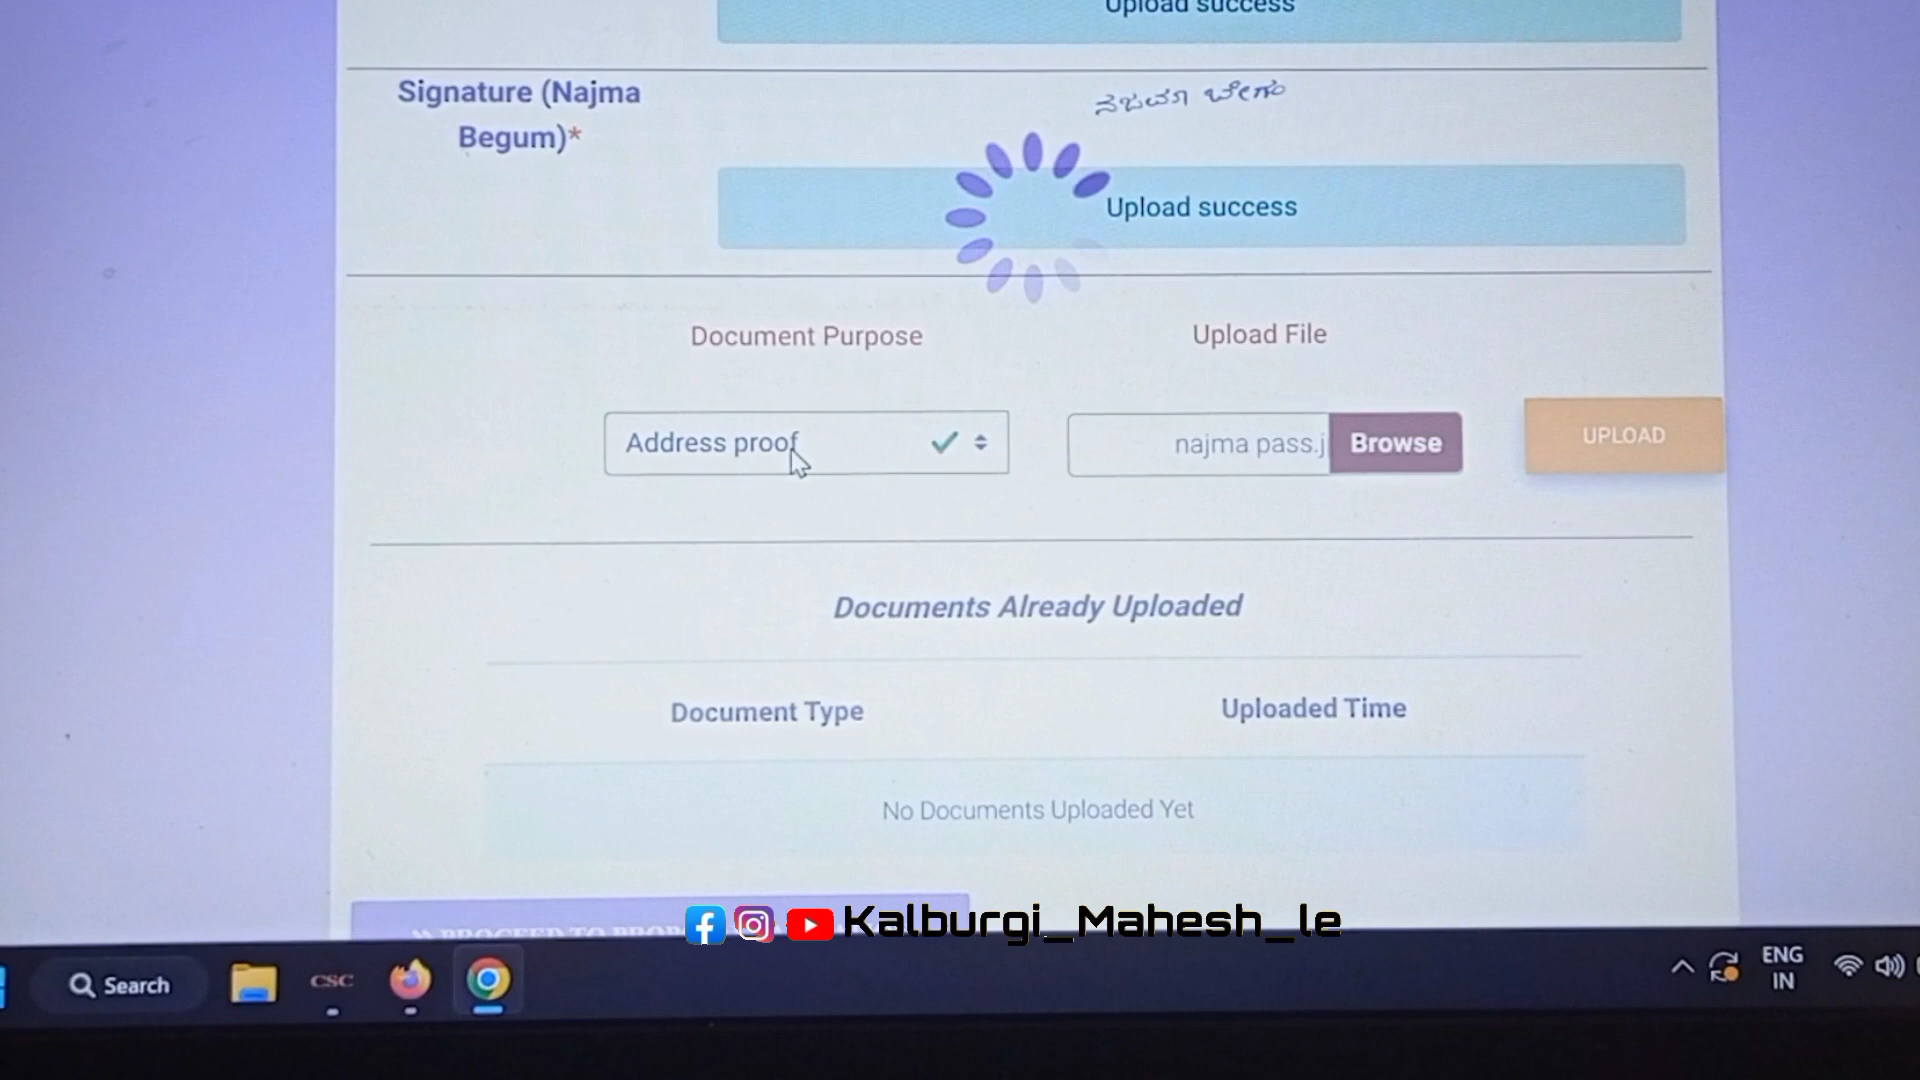 Upload success
Signature (Najma
Begum)*
ನಜಮಾ ಬೇಗಂ
Upload success
Document Purpose
Upload File
Address proof
najma pass.j
Browse
UPLOAD
Documents Already Uploaded
Document Type
Uploaded Time
No Documents Uploaded Yet
Kalburgi_Mahesh_le
Search
CSC
ENG
IN